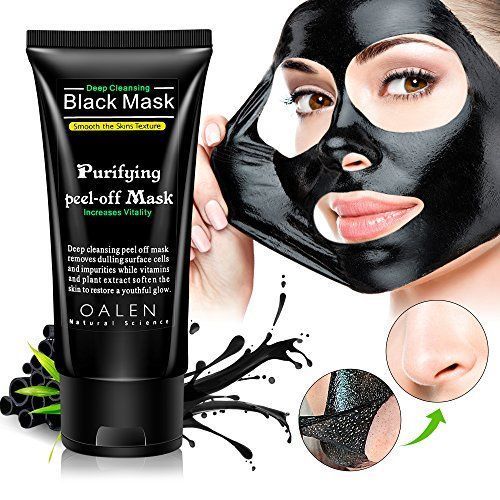 Deep Cleansing
Black Mask
Smooth the Skins Texture
Purifying
peel-off Mask
Increases Vitality
Deep cleansing peel off mask
removes dulling surface cells
and impurities while vitamins
and plant extract soften the
skin to restore a youthful glow.
OALEN
Natural Science